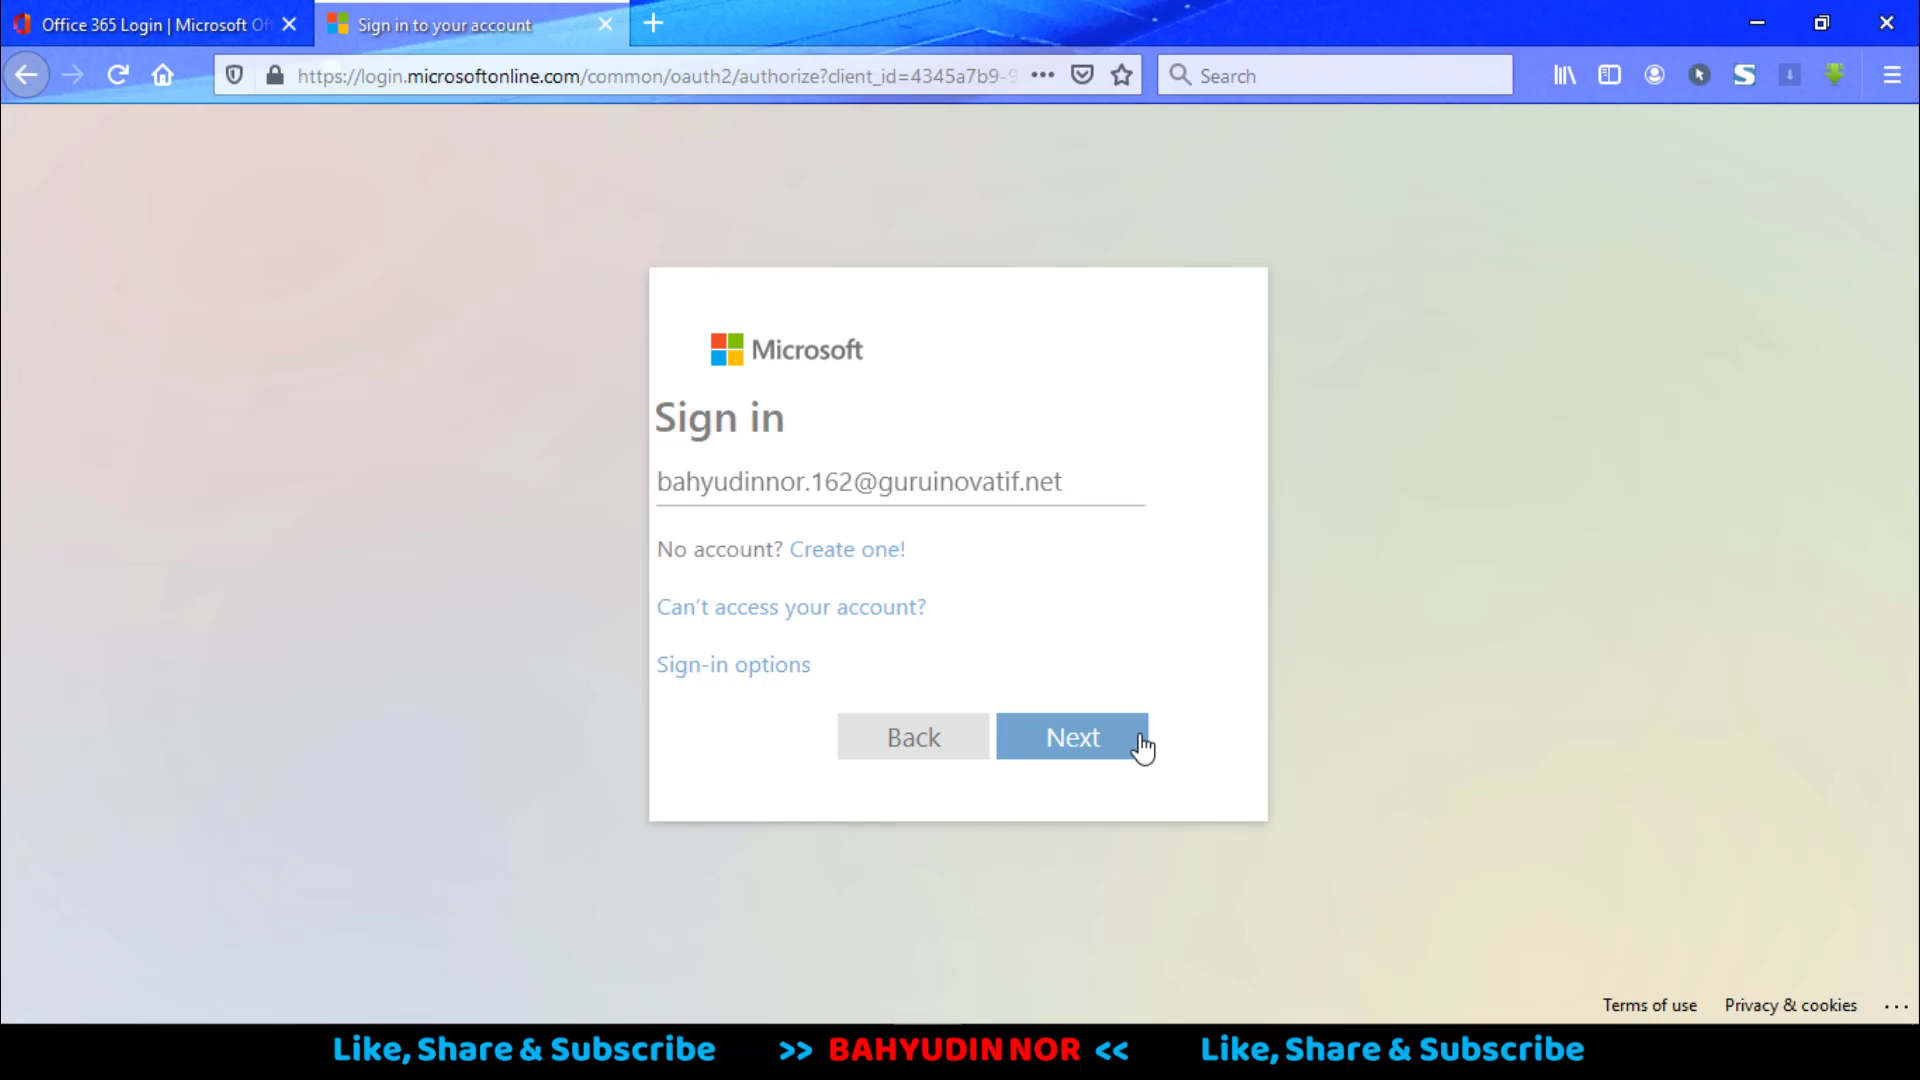 Office 365 Login | Microsoft Of
Sign in to your account
https://login.microsoftonline.com/common/oauth2/authorize?client_id=4345a7b9-9
Search
Microsoft
Sign in
bahyudinnor.162@guruinovatif.net
No account? Create one!
Can't access your account?
Sign-in options
Back
Next
Terms of use
Privacy & cookies
Like, Share & Subscribe >> BAHYUDIN NOR << Like, Share & Subscribe